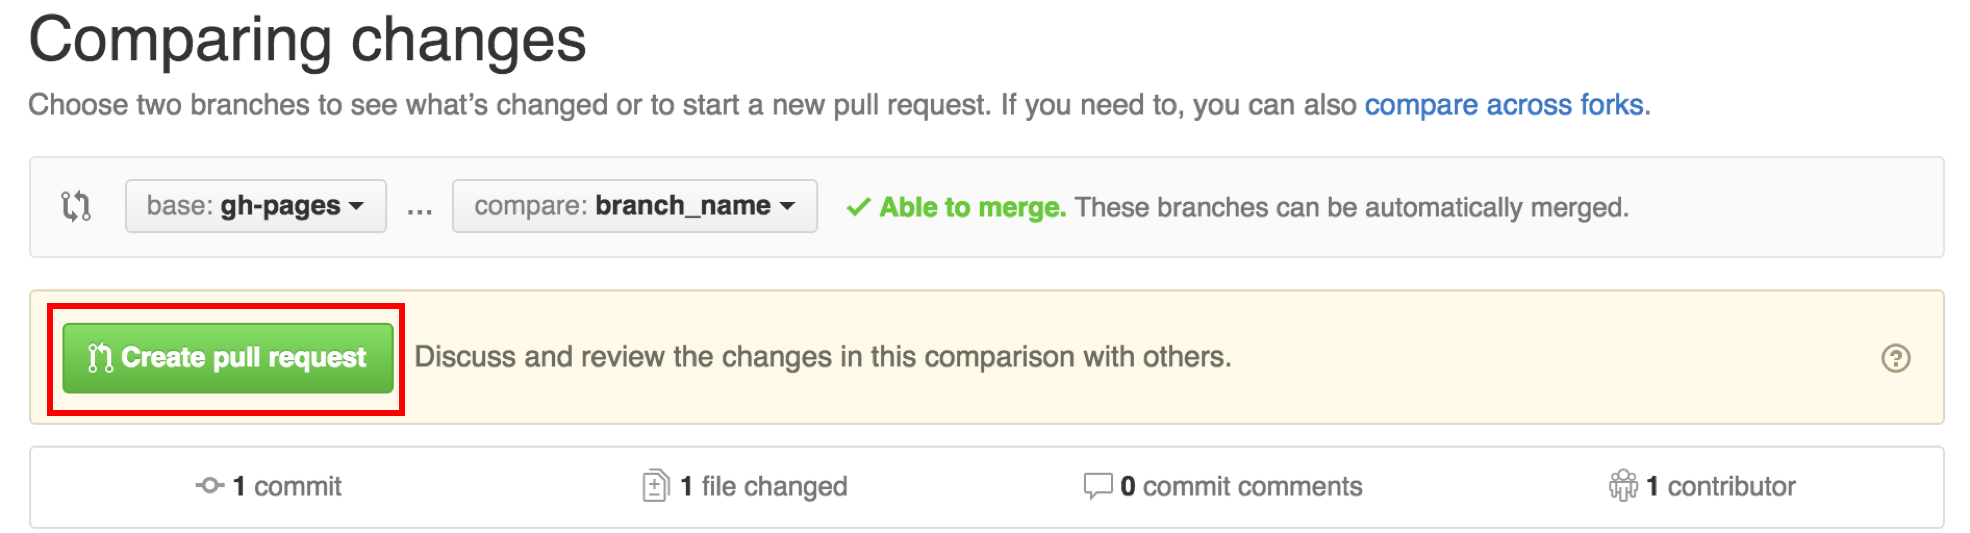 Comparing changes
Choose two branches to see what’s changed or to start a new pull request. If you need to, you can also compare across forks.
base: gh-pages ... compare: branch_name Able to merge. These branches can be automatically merged.
Create pull request Discuss and review the changes in this comparison with others. ?
1 commit 1 file changed 0 commit comments 1 contributor